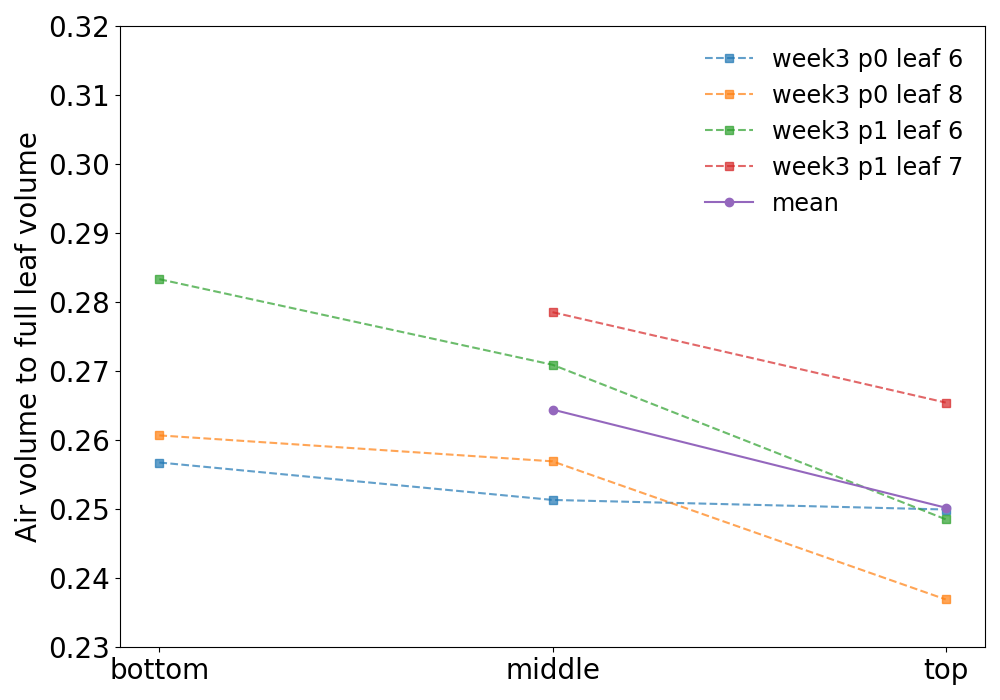 0.32
0.31
0.30
0.29
0.28
0.27
0.26
0.25
0.24
0.23
Air volume to full leaf volume
week3 p0 leaf 6
week3 p0 leaf 8
week3 p1 leaf 6
week3 p1 leaf 7
mean
bottom
middle
top